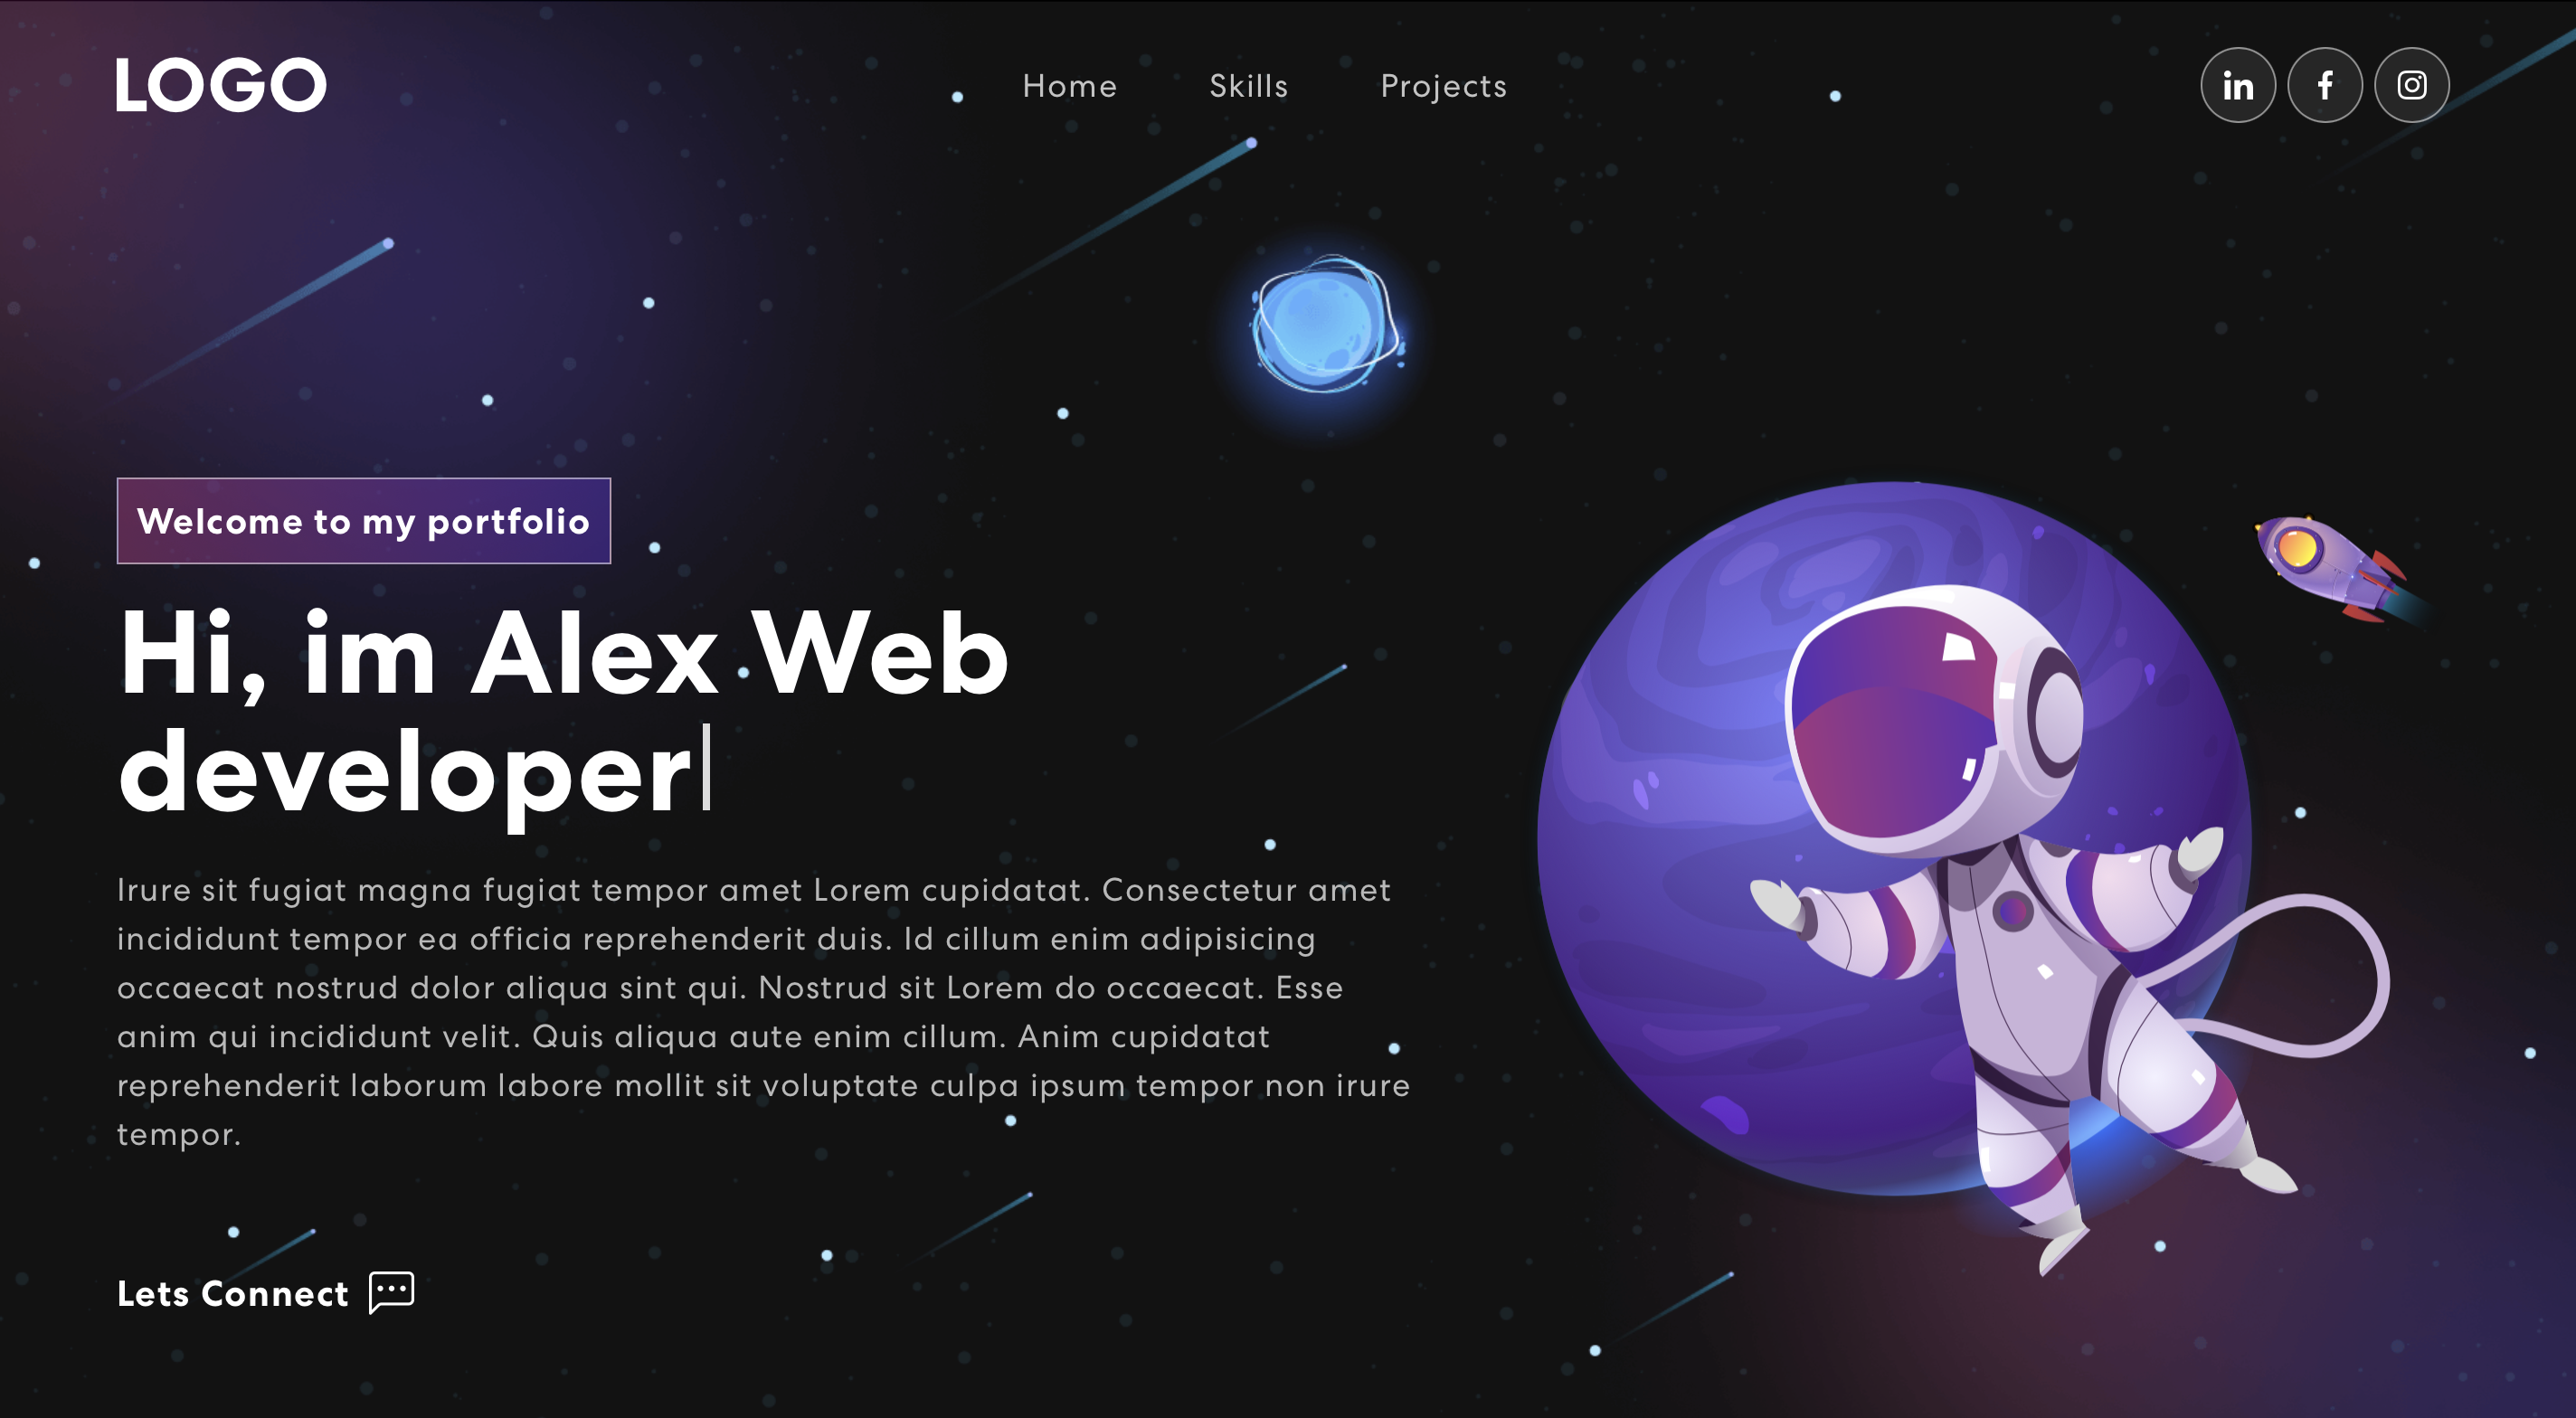 LOGO
Home Skills Projects
in f
Welcome to my portfolio
Hi, im Alex Web
developer
Irure sit fugiat magna fugiat tempor amet Lorem cupidatat. Consectetur amet
incididunt tempor ea officia reprehenderit duis. Id cillum enim adipisicing
occaecat nostrud dolor aliqua sint qui. Nostrud sit Lorem do occaecat. Esse
anim qui incididunt velit. Quis aliqua aute enim cillum. Anim cupidatat
reprehenderit laborum labore mollit sit voluptate culpa ipsum tempor non irure
tempor.
Lets Connect